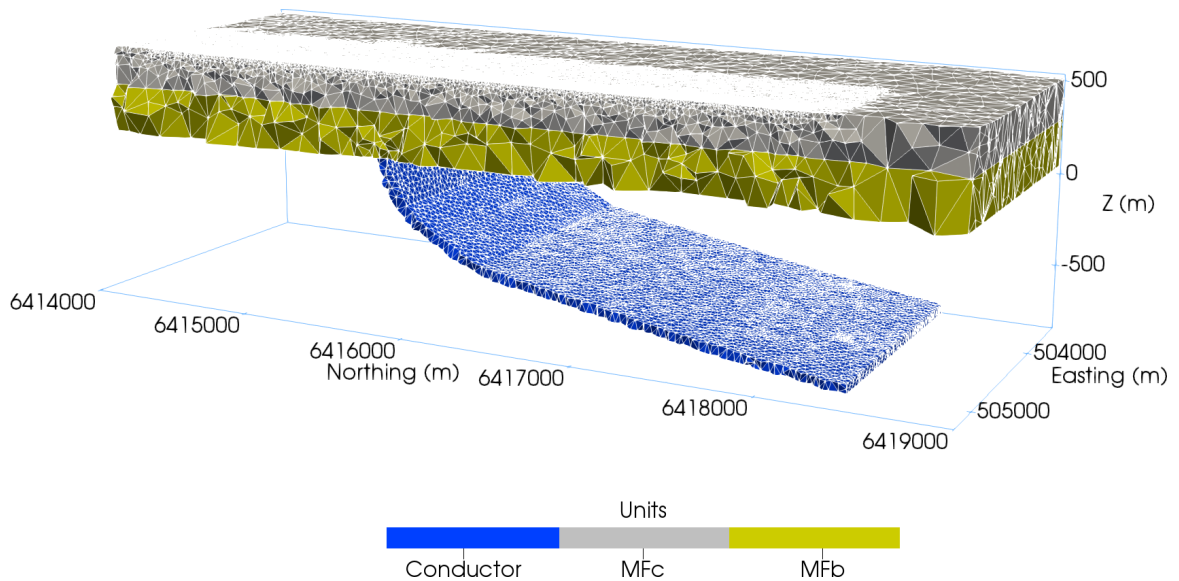 500
0
Z (m)
-500
6414000
6415000
6416000
Northing (m)
6417000
6418000
6419000
504000
Easting (m)
505000
Units
Conductor
MFc
MFb